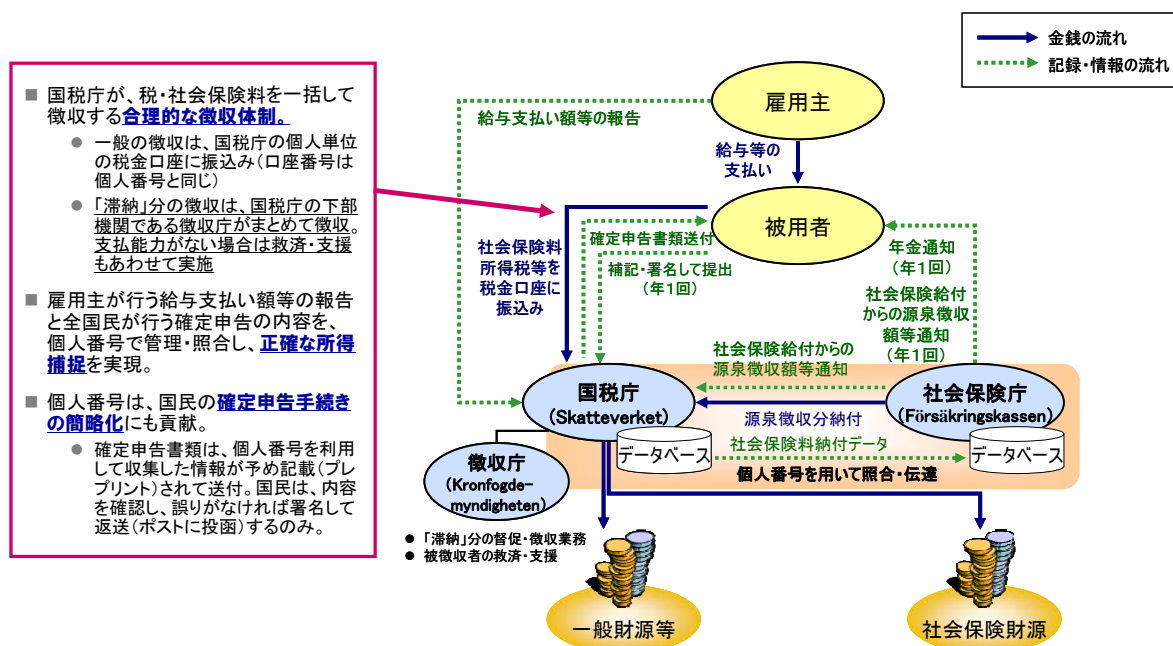 金銭の流れ
記録・情報の流れ
■ 国税庁が、税・社会保険料を一括して
徴収する合理的な徴収体制。
● 一般の徴収は、国税庁の個人単位
の税金口座に振込み(口座番号は
個人番号と同じ)
● 「滞納」分の徴収は、国税庁の下部
機関である徴収庁がまとめて徴収。
支払能力がない場合は救済・支援
もあわせて実施
■ 雇用主が行う給与支払い額等の報告
と全国民が行う確定申告の内容を、
個人番号で管理・照合し、正確な所得
捕捉を実現。
■ 個人番号は、国民の確定申告手続き
の簡略化にも貢献。
● 確定申告書類は、個人番号を利用
して収集した情報が予め記載(プレ
プリント)されて送付。国民は、内容
を確認し、誤りがなければ署名して
返送(ポストに投函)するのみ。
雇用主
給与支払い額等の報告
給与等の
支払い
被用者
社会保険料
所得税等を
税金口座に
振込み
確定申告書類送付
補記・署名して提出
(年1回)
年金通知
(年1回)
社会保険給付
からの源泉徴収
額等通知
(年1回)
社会保険給付からの
源泉徴収額等通知
国税庁
(Skatteverket)
社会保険庁
(Försäkringskassen)
源泉徴収分納付
社会保険料納付データ
データベース
データベース
個人番号を用いて照合・伝達
徴収庁
(Kronfogde-
myndigheten)
● 「滞納」分の督促・徴収業務
● 被徴収者の救済・支援
一般財源等
社会保険財源